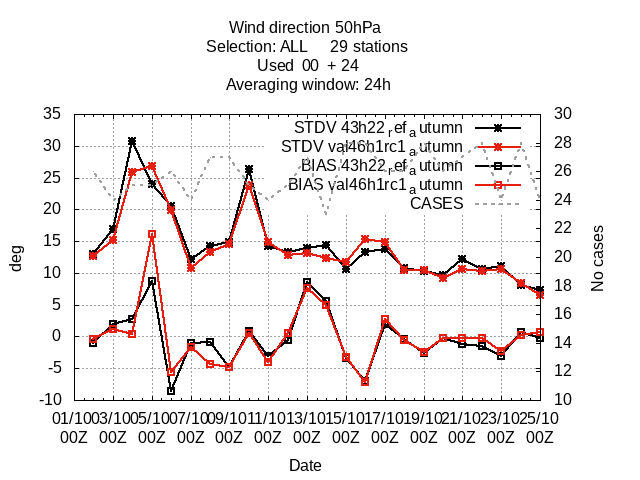 Wind direction 50hPa
Selection: ALL 29 stations
Used 00 + 24
Averaging window: 24h
STDV 43h22_ref_autumn
STDV val46h1rc1_autumn
BIAS 43h22_ref_autumn
BIAS val46h1rc1_autumn
CASES
35
30
25
20
15
10
5
0
-5
-10
deg
30
28
26
24
22
20
18
16
14
12
10
No cases
01/10 03/10 05/10 07/10 09/10 11/10 13/10 15/10 17/10 19/10 21/10 23/10 25/10
00Z 00Z 00Z 00Z 00Z 00Z 00Z 00Z 00Z 00Z 00Z 00Z 00Z
Date